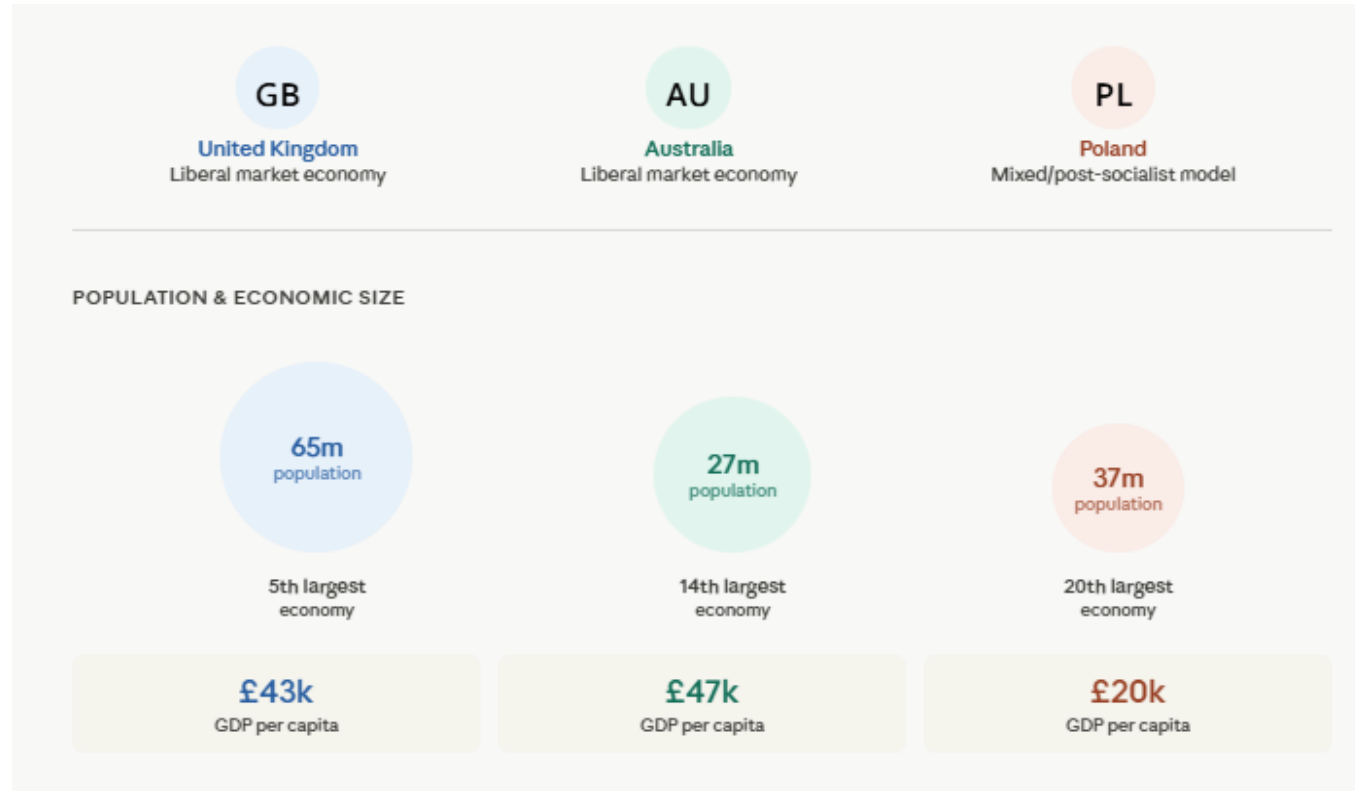 GB
United Kingdom
Liberal market economy
AU
Australia
Liberal market economy
PL
Poland
Mixed/post-socialist model
POPULATION & ECONOMIC SIZE
65m
population
5th largest
economy
27m
population
14th largest
economy
37m
population
20th largest
economy
£43k
GDP per capita
£47k
GDP per capita
£20k
GDP per capita